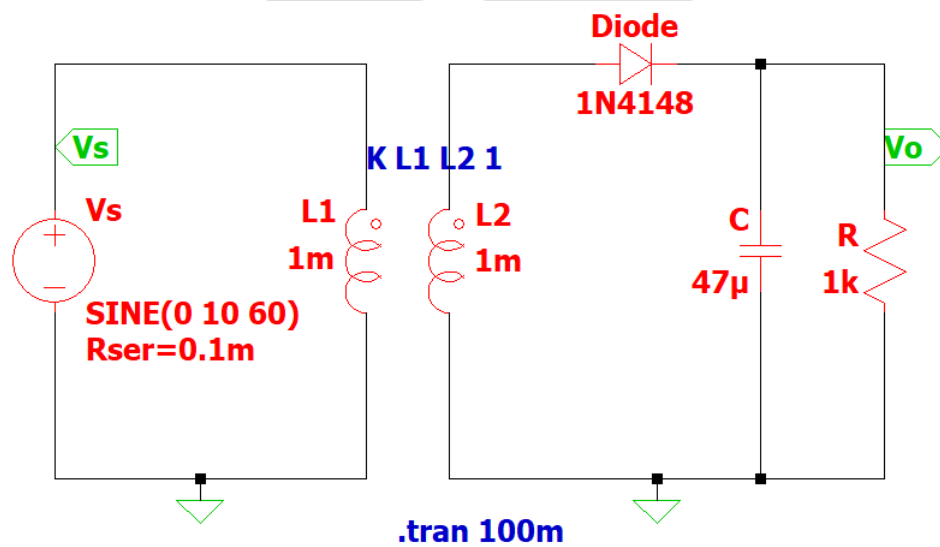 Diode
1N4148
Vs
Vo
K L1 L2 1
Vs
L1
L2
1m
1m
C
R
47µ
1k
SINE(0 10 60)
Rser=0.1m
.tran 100m